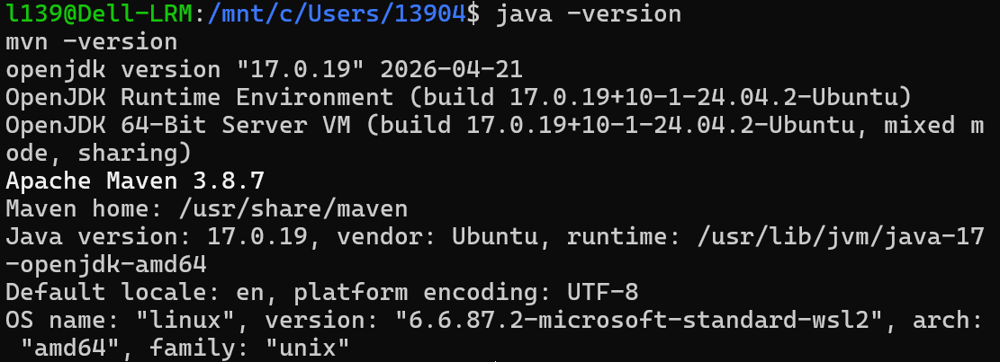 l139@Dell-LRM:/mnt/c/Users/13904$ java -version
mvn -version
openjdk version "17.0.19" 2026-04-21
OpenJDK Runtime Environment (build 17.0.19+10-1-24.04.2-Ubuntu)
OpenJDK 64-Bit Server VM (build 17.0.19+10-1-24.04.2-Ubuntu, mixed m
ode, sharing)
Apache Maven 3.8.7
Maven home: /usr/share/maven
Java version: 17.0.19, vendor: Ubuntu, runtime: /usr/lib/jvm/java-17
-openjdk-amd64
Default locale: en, platform encoding: UTF-8
OS name: "linux", version: "6.6.87.2-microsoft-standard-wsl2", arch:
 "amd64", family: "unix"